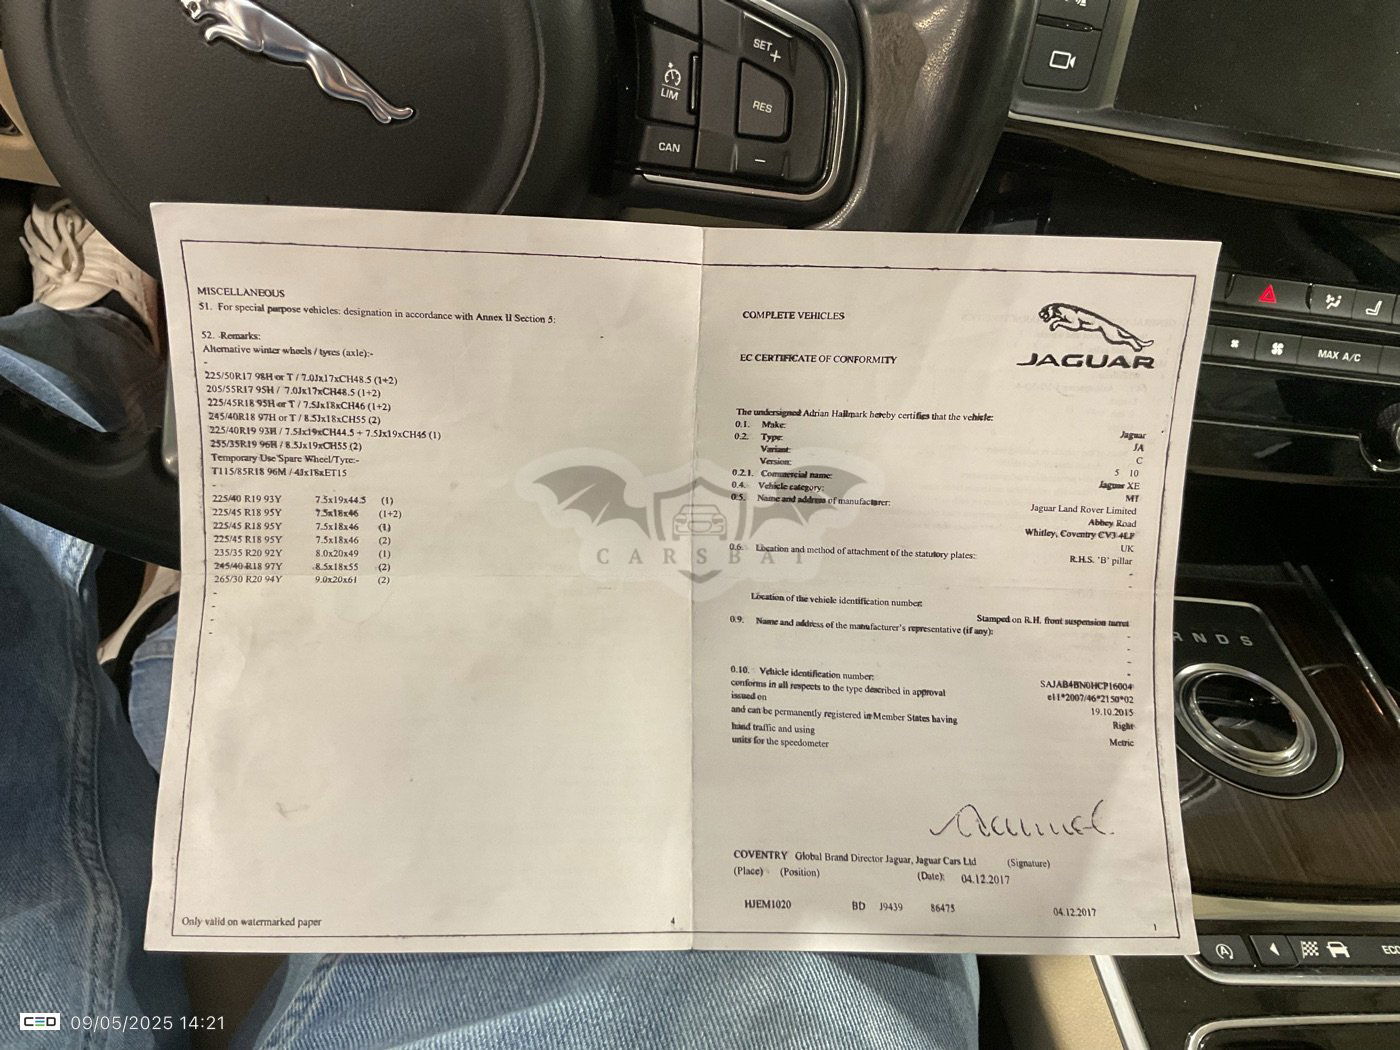 SET +
LIM
RES
CAN
–
MISCELLANEOUS
51. For special purpose vehicles: designation in accordance with Annex II Section 5:
52. Remarks:
Alternative winter wheels / tyres (axle):-
-
225/50R17 98H or T / 7.0Jx17xCH48.5 (1+2)
205/55R17 95H / 7.0Jx17xCH48.5 (1+2)
225/45R18 95H or T / 7.5Jx18xCH46 (1+2)
245/40R18 97H or T / 8.5Jx18xCH55 (2)
225/40R19 93H / 7.5Jx19xCH44.5 + 7.5Jx19xCH45 (1)
255/35R19 96H / 8.5Jx19xCH55 (2)
Temporary Use Spare Wheel/Tyre:-
T115/85R18 96M / 4Jx18xET15
225/40 R19 93Y 7.5x19x44.5 (1)
225/45 R18 95Y 7.5x18x46 (1+2)
225/45 R18 95Y 7.5x18x46 (1)
225/45 R18 95Y 7.5x18x46 (2)
235/35 R20 92Y 8.0x20x49 (1)
245/40 R18 97Y 8.5x18x55 (2)
265/30 R20 94Y 9.0x20x61 (2)
-
-
-
-
Only valid on watermarked paper 4
COMPLETE VEHICLES
EC CERTIFICATE OF CONFORMITY
JAGUAR
The undersigned Adrian Hallmark hereby certifies that the vehicle:
0.1. Make: Jaguar
0.2. Type: JA
Variant: C
Version: 5 10
0.2.1. Commercial name: Jaguar XE
0.4. Vehicle category: M1
0.5. Name and address of manufacturer: Jaguar Land Rover Limited
Abbey Road
Whitley, Coventry CV3 4LF
UK
0.6. Location and method of attachment of the statutory plates: R.H.S. 'B' pillar
-
-
Location of the vehicle identification number: Stamped on R.H. front suspension turret
0.9. Name and address of the manufacturer's representative (if any): -
-
-
-
0.10. Vehicle identification number: SAJAB4BN0HCP16004
conforms in all respects to the type described in approval e11*2007/46*2150*02
issued on 19.10.2015
and can be permanently registered in Member States having Right
hand traffic and using
units for the speedometer Metric
COVENTRY Global Brand Director Jaguar, Jaguar Cars Ltd (Signature)
(Place) (Position) (Date): 04.12.2017
HJEM1020 BD J9439 86475 04.12.2017
1
CARSBAT
MAX A/C
R N D S
ECO
CED 09/05/2025 14:21